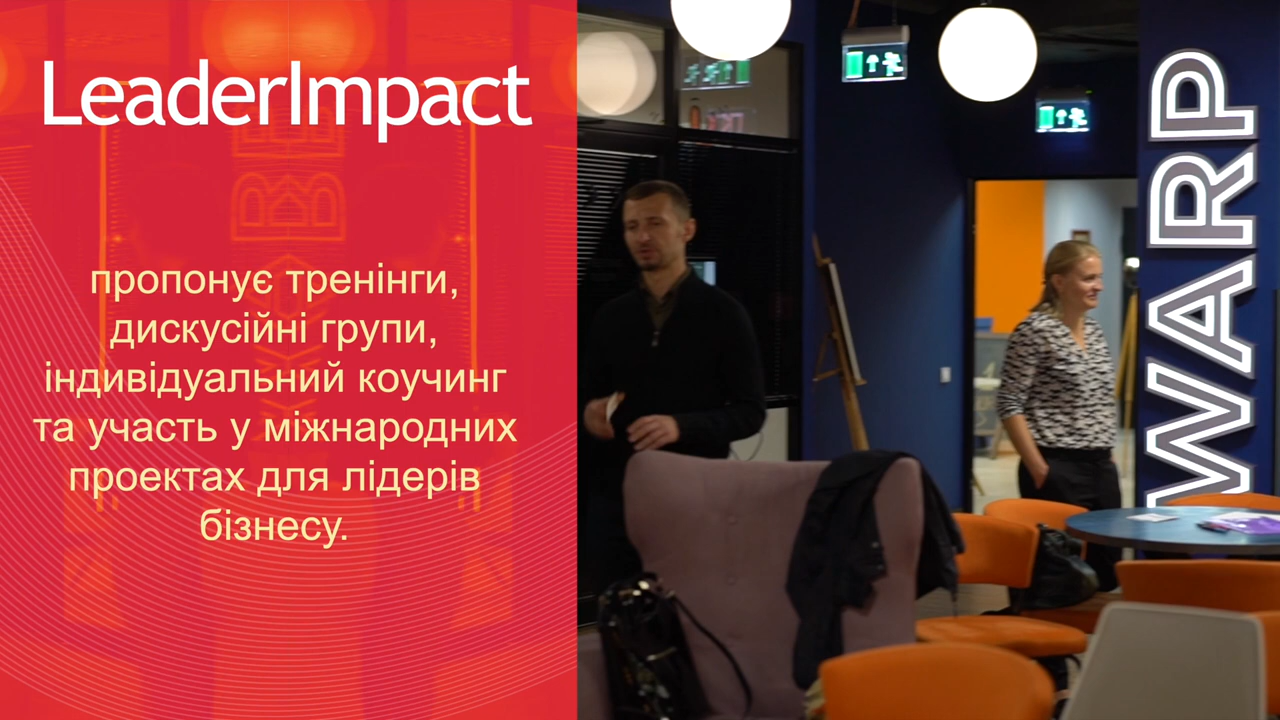 LeaderImpact
пропонує тренінги,
дискусійні групи,
індивідуальний коучинг
та участь у міжнародних
проектах для лідерів
бізнесу.
WARP